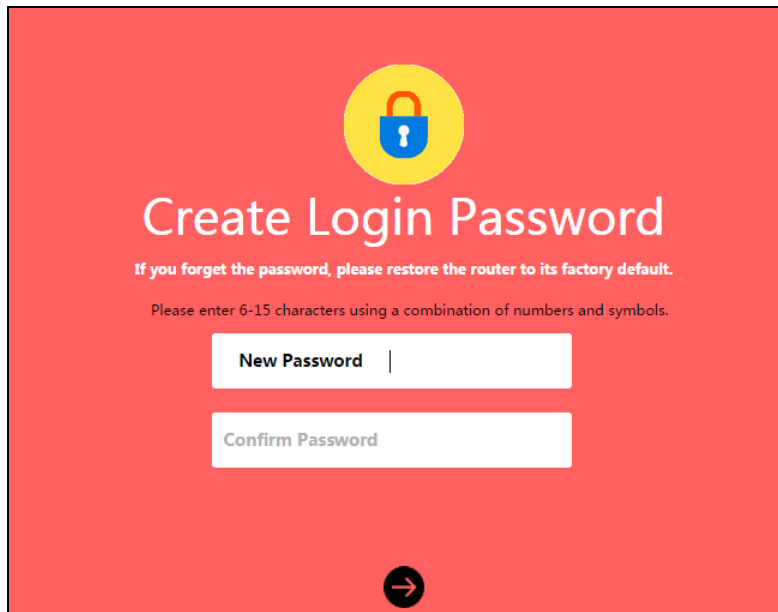 Create Login Password
If you forget the password, please restore the router to its factory default.
Please enter 6-15 characters using a combination of numbers and symbols.
New Password
Confirm Password